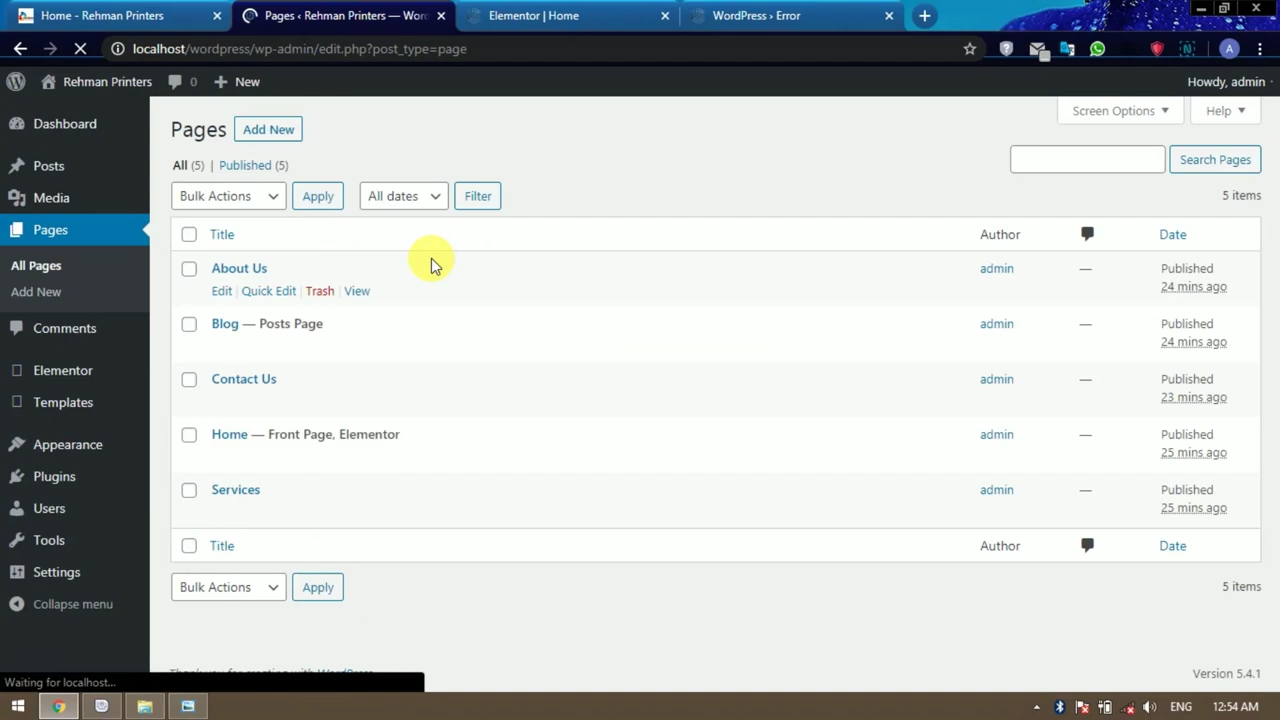 Home - Rehman Printers
Pages ‹ Rehman Printers — Wor
Elementor | Home
WordPress › Error
localhost/wordpress/wp-admin/edit.php?post_type=page
A
Rehman Printers
0
New
Howdy, admin
Dashboard
Posts
Media
Pages
All Pages
Add New
Comments
Elementor
Templates
Appearance
Plugins
Users
Tools
Settings
Collapse menu
Screen Options
Help
Pages
Add New
All (5) | Published (5)
Search Pages
Bulk Actions
Apply
All dates
Filter
5 items
Title
Author
Date
About Us
admin
—
Published
24 mins ago
Edit | Quick Edit | Trash | View
Blog — Posts Page
admin
—
Published
24 mins ago
Contact Us
admin
—
Published
23 mins ago
Home — Front Page, Elementor
admin
—
Published
25 mins ago
Services
admin
—
Published
25 mins ago
Title
Author
Date
Bulk Actions
Apply
5 items
Thank you for creating with WordPress.
Version 5.4.1
Waiting for localhost...
ENG
12:54 AM